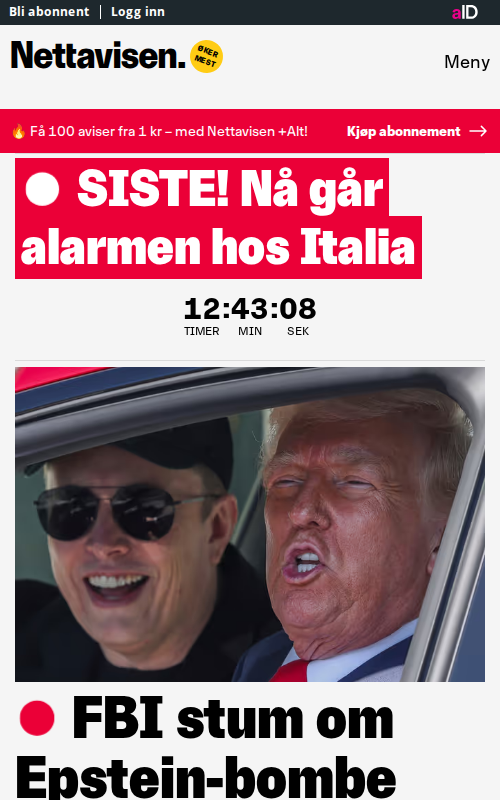 Bli abonnent | Logg inn
aID
Nettavisen.
ØKER
MEST
Meny
🔥 Få 100 aviser fra 1 kr – med Nettavisen +Alt!
Kjøp abonnement →
SISTE! Nå går
alarmen hos Italia
12:43:08
TIMER MIN SEK
FBI stum om
Epstein-bombe